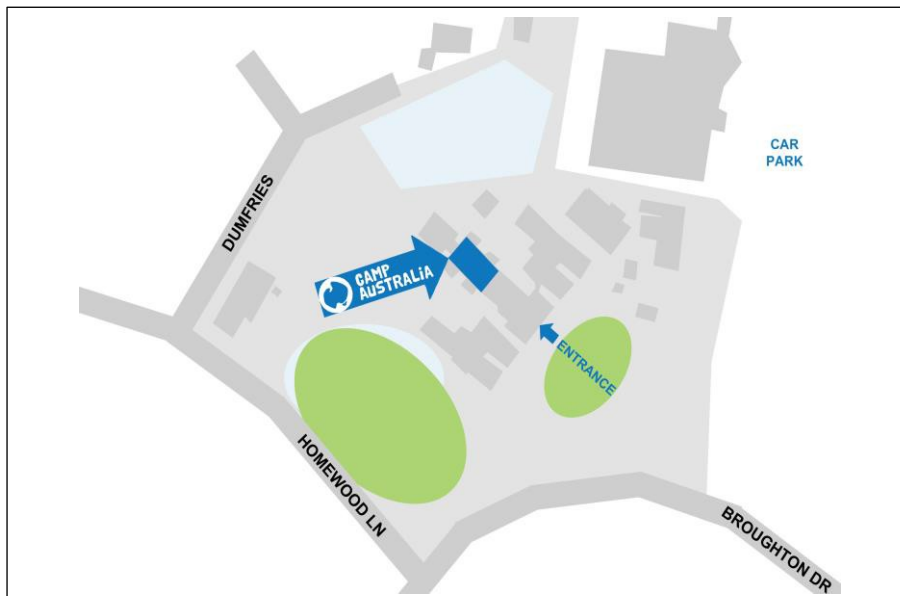 CAR
PARK
DUMFRIES
CAMP
AUSTRALiA
ENTRANCE
HOMEWOOD LN
BROUGHTON DR